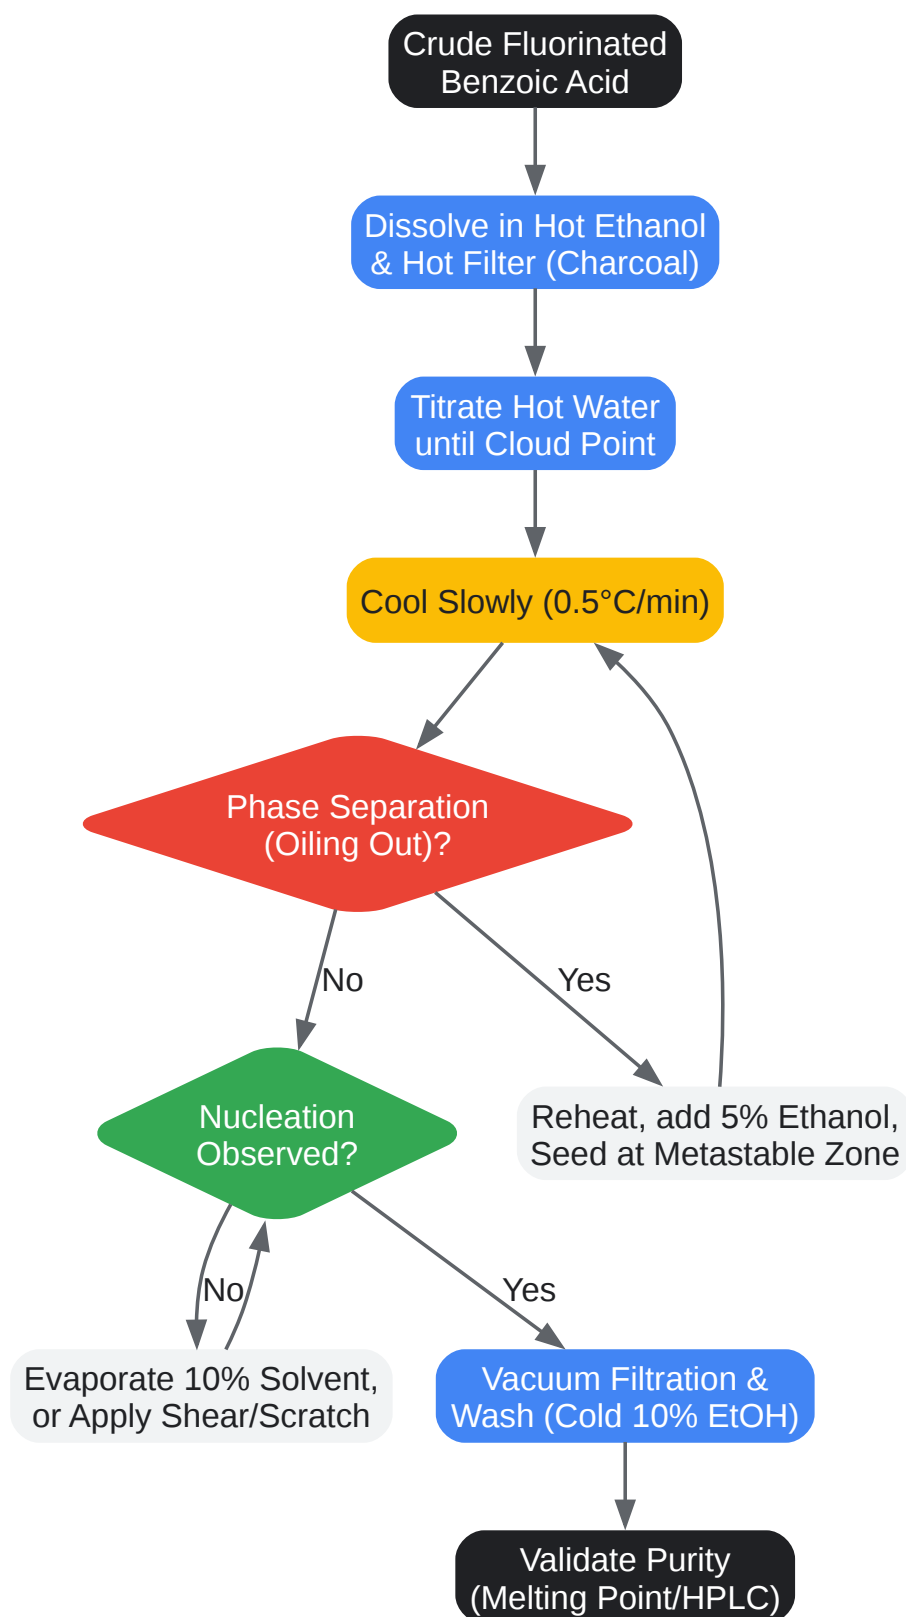 Crude Fluorinated
Benzoic Acid
Dissolve in Hot Ethanol
& Hot Filter (Charcoal)
Titrate Hot Water
until Cloud Point
Cool Slowly (0.5°C/min)
Phase Separation
(Oiling Out)?
No
Yes
Nucleation
Observed?
Reheat, add 5% Ethanol,
Seed at Metastable Zone
No
Yes
Evaporate 10% Solvent,
or Apply Shear/Scratch
Vacuum Filtration &
Wash (Cold 10% EtOH)
Validate Purity
(Melting Point/HPLC)